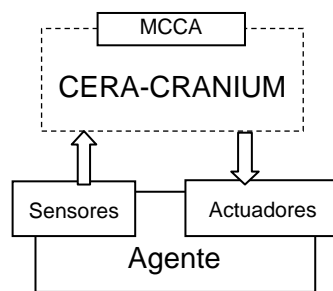 MCCA
CERA-CRANIUM
Sensores
Actuadores
Agente